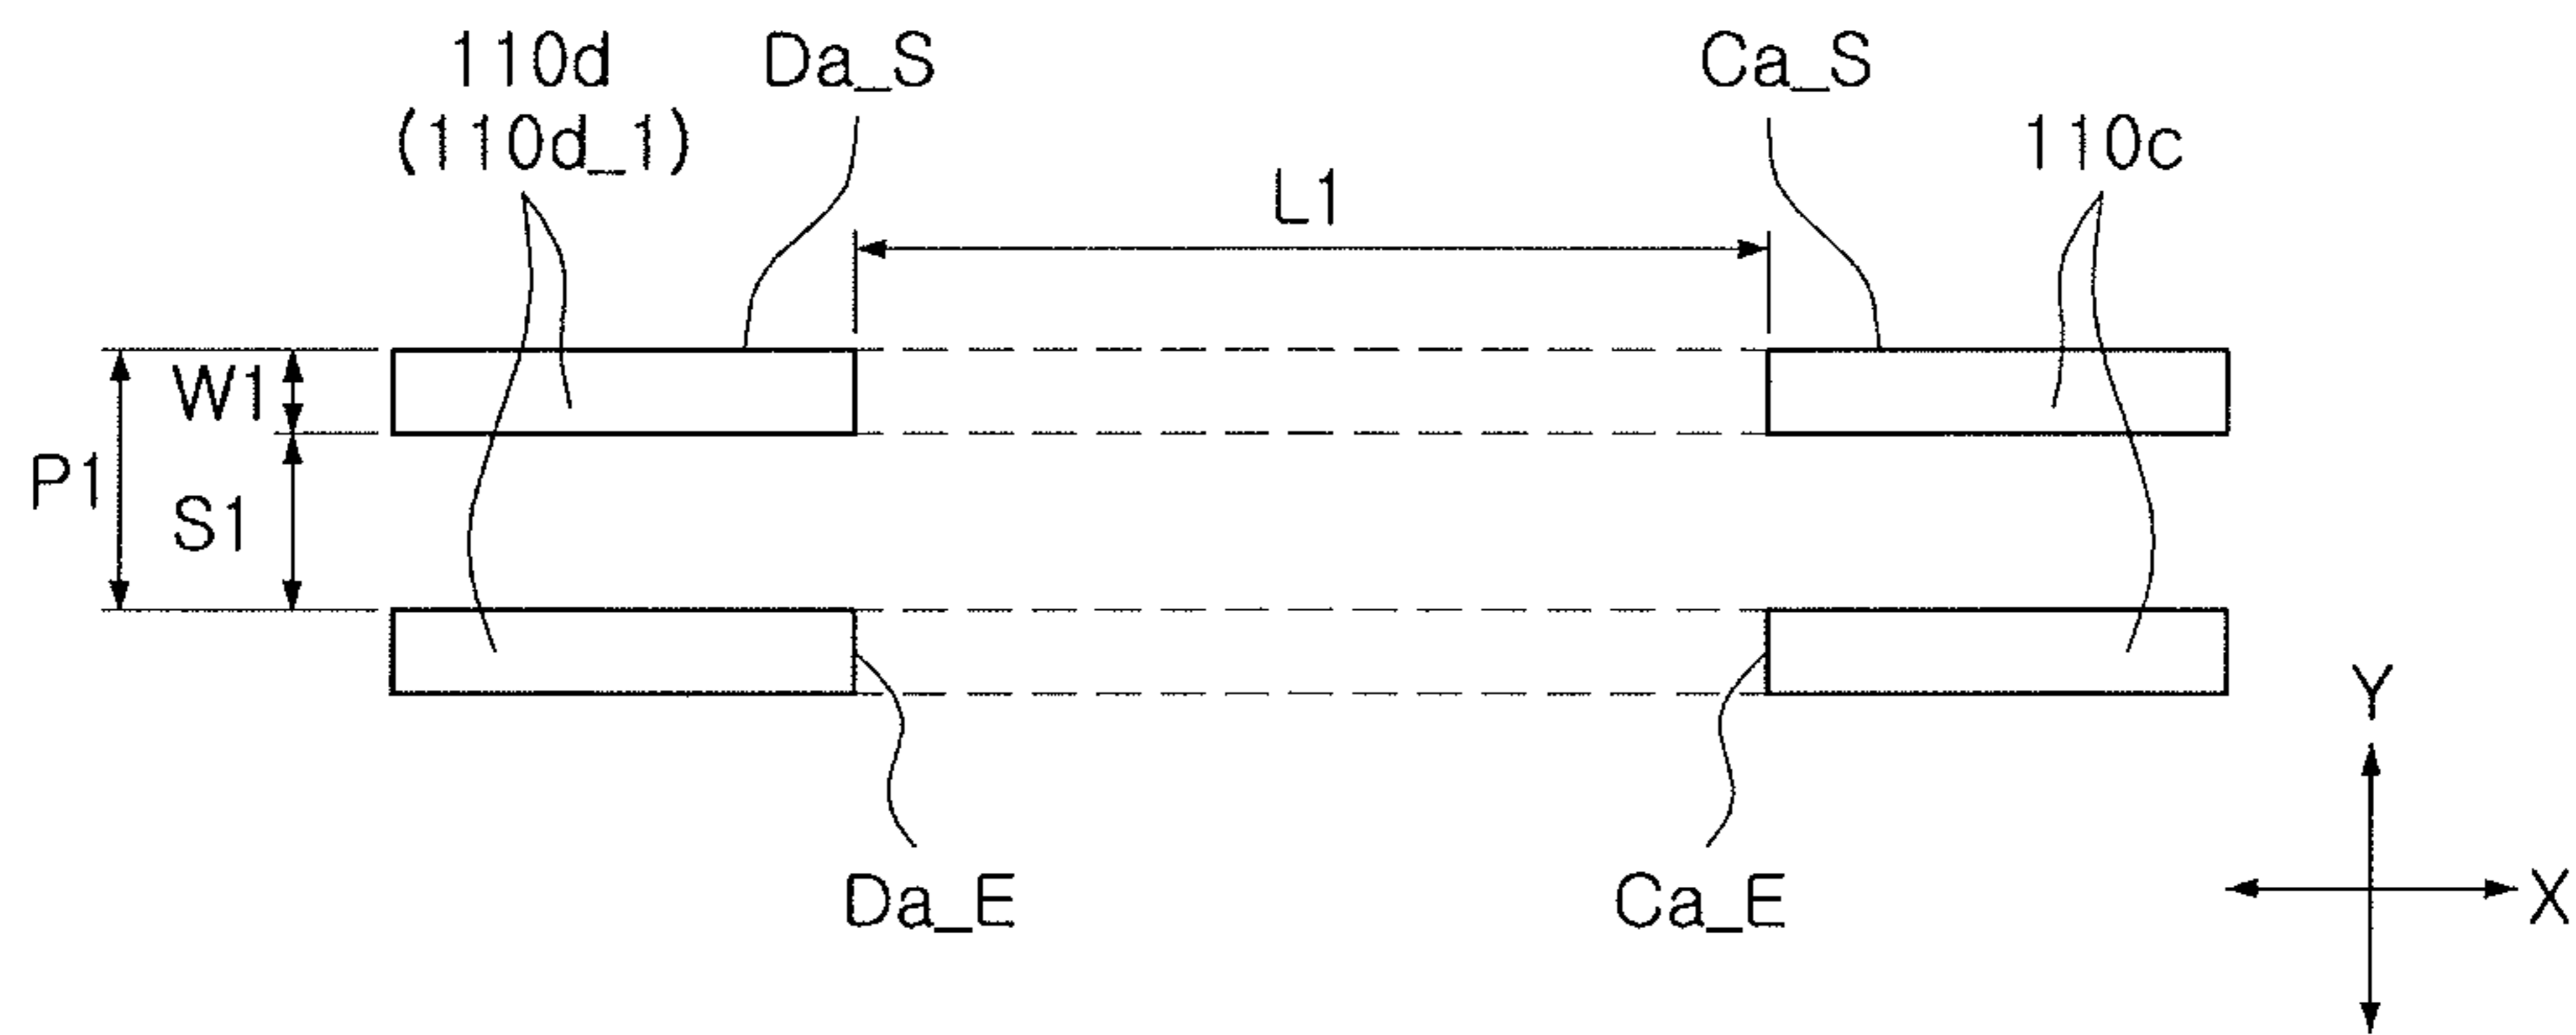 110d
(110d_1)
Da_S
Ca_S
110c
L1
W1
P1
S1
Y
X
Da_E
Ca_E